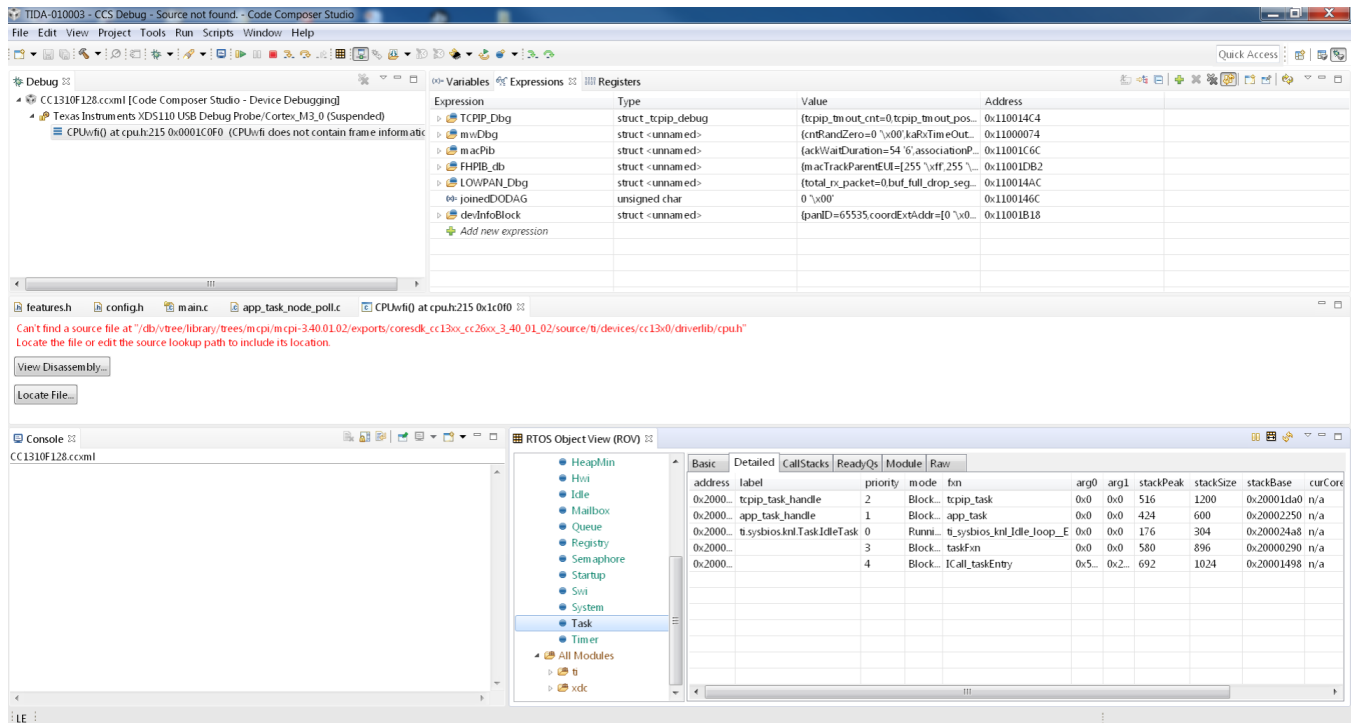 TIDA-010003 - CCS Debug - Source not found. - Code Composer Studio
File Edit View Project Tools Run Scripts Window Help
Quick Access
Debug
CC1310F128.ccxml [Code Composer Studio - Device Debugging]
Texas Instruments XDS110 USB Debug Probe/Cortex_M3_0 (Suspended)
CPUwfi() at cpu.h:215 0x0001C0F0 (CPUwfi does not contain frame informatic
(x)= Variables Expressions Registers
Expression Type Value Address
TCPIP_Dbg struct _tcpip_debug {tcpip_tmout_cnt=0,tcpip_tmout_pos... 0x110014C4
mwDbg struct <unnamed> {cntRandZero=0 '\x00',kaRxTimeOut... 0x11000074
macPib struct <unnamed> {ackWaitDuration=54 '6',associationP... 0x11001C6C
FHPIB_db struct <unnamed> {macTrackParentEUI=[255 '\xff',255 '\... 0x11001DB2
LOWPAN_Dbg struct <unnamed> {total_rx_packet=0,buf_full_drop_seg... 0x110014AC
(x)= joinedDODAG unsigned char 0 '\x00' 0x1100146C
devInfoBlock struct <unnamed> {panID=65535,coordExtAddr=[0 '\x0... 0x11001B18
Add new expression
features.h config.h main.c app_task_node_poll.c CPUwfi() at cpu.h:215 0x1c0f0
Can't find a source file at "/db/vtree/library/trees/mcpi/mcpi-3.40.01.02/exports/coresdk_cc13xx_cc26xx_3_40_01_02/source/ti/devices/cc13x0/driverlib/cpu.h"
Locate the file or edit the source lookup path to include its location.
View Disassembly...
Locate File...
Console
CC1310F128.ccxml
RTOS Object View (ROV)
HeapMin
Hwi
Idle
Mailbox
Queue
Registry
Semaphore
Startup
Swi
System
Task
Timer
All Modules
ti
xdc
Basic Detailed CallStacks ReadyQs Module Raw
address label priority mode fxn arg0 arg1 stackPeak stackSize stackBase curCore
0x2000... tcpip_task_handle 2 Block... tcpip_task 0x0 0x0 516 1200 0x20001da0 n/a
0x2000... app_task_handle 1 Block... app_task 0x0 0x0 424 600 0x20002250 n/a
0x2000... ti.sysbios.knl.Task.IdleTask 0 Runni... ti_sysbios_knl_Idle_loop__E 0x0 0x0 176 304 0x200024a8 n/a
0x2000... 3 Block... taskFxn 0x0 0x0 580 896 0x20000290 n/a
0x2000... 4 Block... ICall_taskEntry 0x5... 0x2... 692 1024 0x20001498 n/a
LE